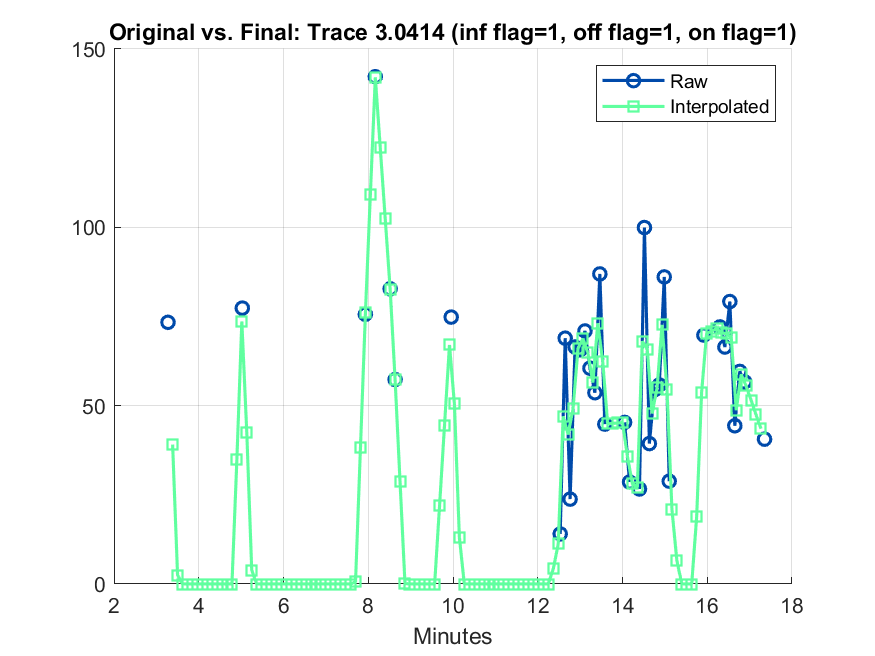 Original vs. Final: Trace 3.0414 (inf flag=1, off flag=1, on flag=1)
150
100
50
0
Raw
Interpolated
2 4 6 8 10 12 14 16 18
Minutes